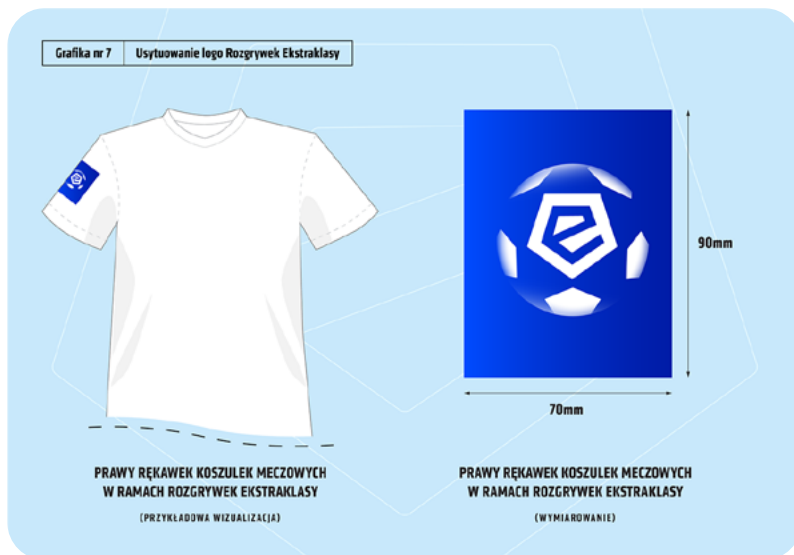 Grafika nr 7 Usytuowanie logo Rozgrywek Ekstraklasy
90mm
70mm
PRAWY RĘKAWEK KOSZULEK MECZOWYCH
W RAMACH ROZGRYWEK EKSTRAKLASY
(PRZYKŁADOWA WIZUALIZACJA)
PRAWY RĘKAWEK KOSZULEK MECZOWYCH
W RAMACH ROZGRYWEK EKSTRAKLASY
(WYMIAROWANIE)